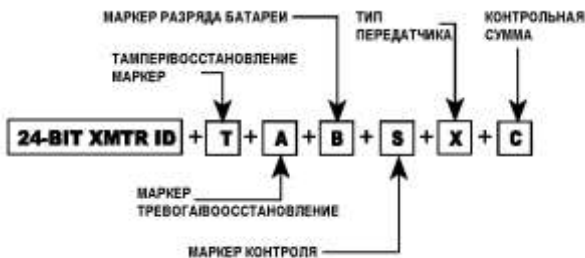 МАРКЕР РАЗРЯДА БАТАРЕИ
ТИП
ПЕРЕДАТЧИКА
КОНТРОЛЬНАЯ
СУММА
ТАМПЕР/ВОССТАНОВЛЕНИЕ
МАРКЕР
24-BIT XMTR ID + T + A + B + S + X + C
МАРКЕР
ТРЕВОГА/ВООССТАНОВЛЕНИЕ
МАРКЕР КОНТРОЛЯ